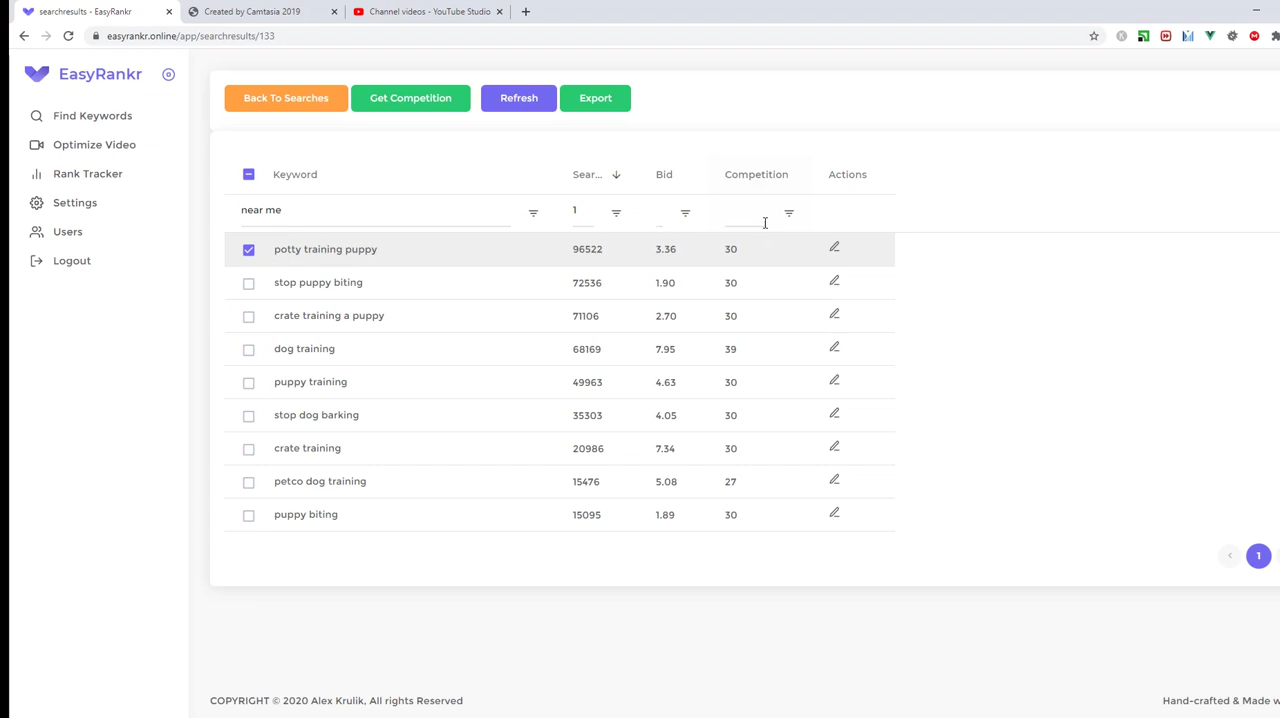 searchresults - EasyRankr
Created by Camtasia 2019
Channel videos - YouTube Studio
easyrankr.online/app/searchresults/133
EasyRankr
Find Keywords
Optimize Video
Rank Tracker
Settings
Users
Logout
Back To Searches
Get Competition
Refresh
Export
Keyword Sear... Bid Competition Actions
near me 1
potty training puppy 96522 3.36 30
stop puppy biting 72536 1.90 30
crate training a puppy 71106 2.70 30
dog training 68169 7.95 39
puppy training 49963 4.63 30
stop dog barking 35303 4.05 30
crate training 20986 7.34 30
petco dog training 15476 5.08 27
puppy biting 15095 1.89 30
1
COPYRIGHT © 2020 Alex Krulik, All rights Reserved
Hand-crafted & Made